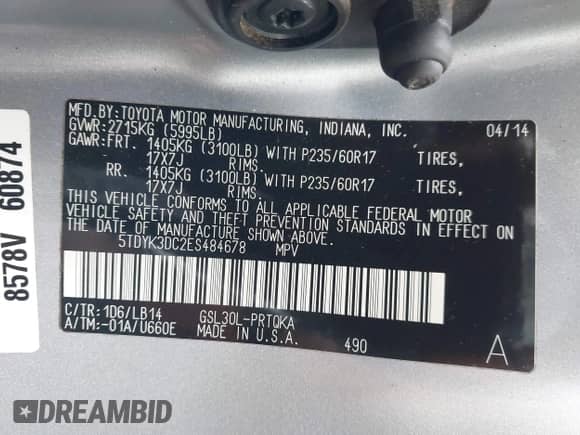 MFD.BY:TOYOTA MOTOR MANUFACTURING, INDIANA, INC. 04/14
GVWR:2715KG (5995LB)
GAWR:FRT. 1405KG (3100LB) WITH P235/60R17 TIRES,
17X7J RIMS.
RR. 1405KG (3100LB) WITH P235/60R17 TIRES,
17X7J RIMS.
THIS VEHICLE CONFORMS TO ALL APPLICABLE FEDERAL MOTOR
VEHICLE SAFETY AND THEFT PREVENTION STANDARDS IN EFFECT ON
THE DATE OF MANUFACTURE SHOWN ABOVE.
5TDYK3DC2ES484678 MPV
C/TR:1D6/LB14 GSL30L-PRTQKA
A/TM:-01A/U660E MADE IN U.S.A. 490 A
8578V 60874
DREAMBID